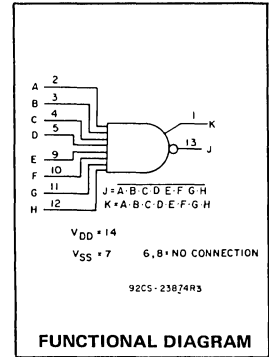 A 2
B 3
C 4
D 5
E 9
F 10
G 11
H 12
1 K
13 J
J = A·B·C·D·E·F·G·H
K = A·B·C·D·E·F·G·H
VDD = 14
VSS = 7 6,8 = NO CONNECTION
92CS-23874R3
FUNCTIONAL DIAGRAM